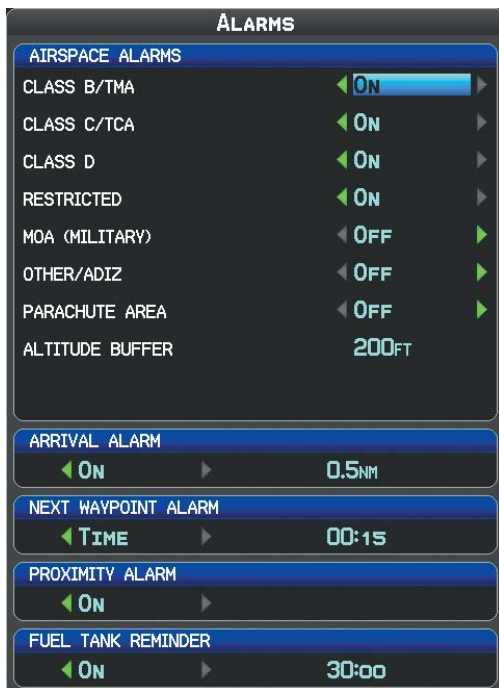 ALARMS
AIRSPACE ALARMS
CLASS B/TMA ON
CLASS C/TCA ON
CLASS D ON
RESTRICTED ON
MOA (MILITARY) OFF
OTHER/ADIZ OFF
PARACHUTE AREA OFF
ALTITUDE BUFFER 200FT
ARRIVAL ALARM
ON 0.5NM
NEXT WAYPOINT ALARM
TIME 00:15
PROXIMITY ALARM
ON
FUEL TANK REMINDER
ON 30:00